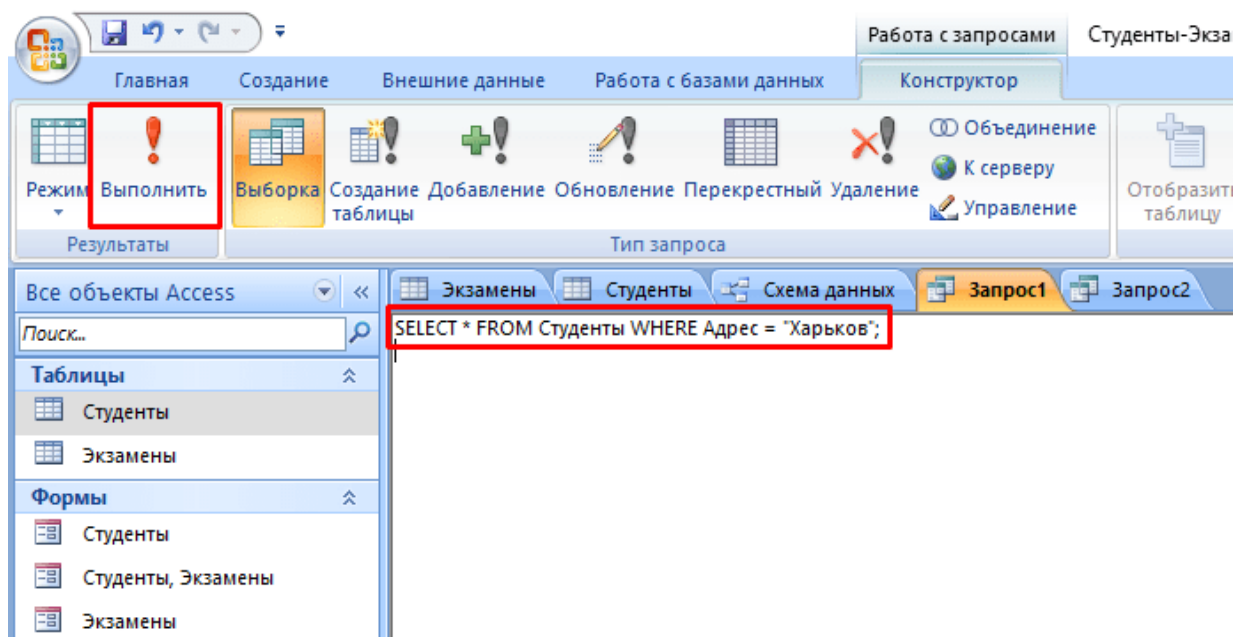 Работа с запросами
Студенты-Экза
Главная
Создание
Внешние данные
Работа с базами данных
Конструктор
Режим
Выполнить
Выборка
Создание таблицы
Добавление
Обновление
Перекрестный
Удаление
Объединение
К серверу
Управление
Отобразить
таблицу
Результаты
Тип запроса
Все объекты Access
Экзамены
Студенты
Схема данных
Запрос1
Запрос2
Поиск...
SELECT * FROM Студенты WHERE Адрес = "Харьков";
Таблицы
Студенты
Экзамены
Формы
Студенты
Студенты, Экзамены
Экзамены